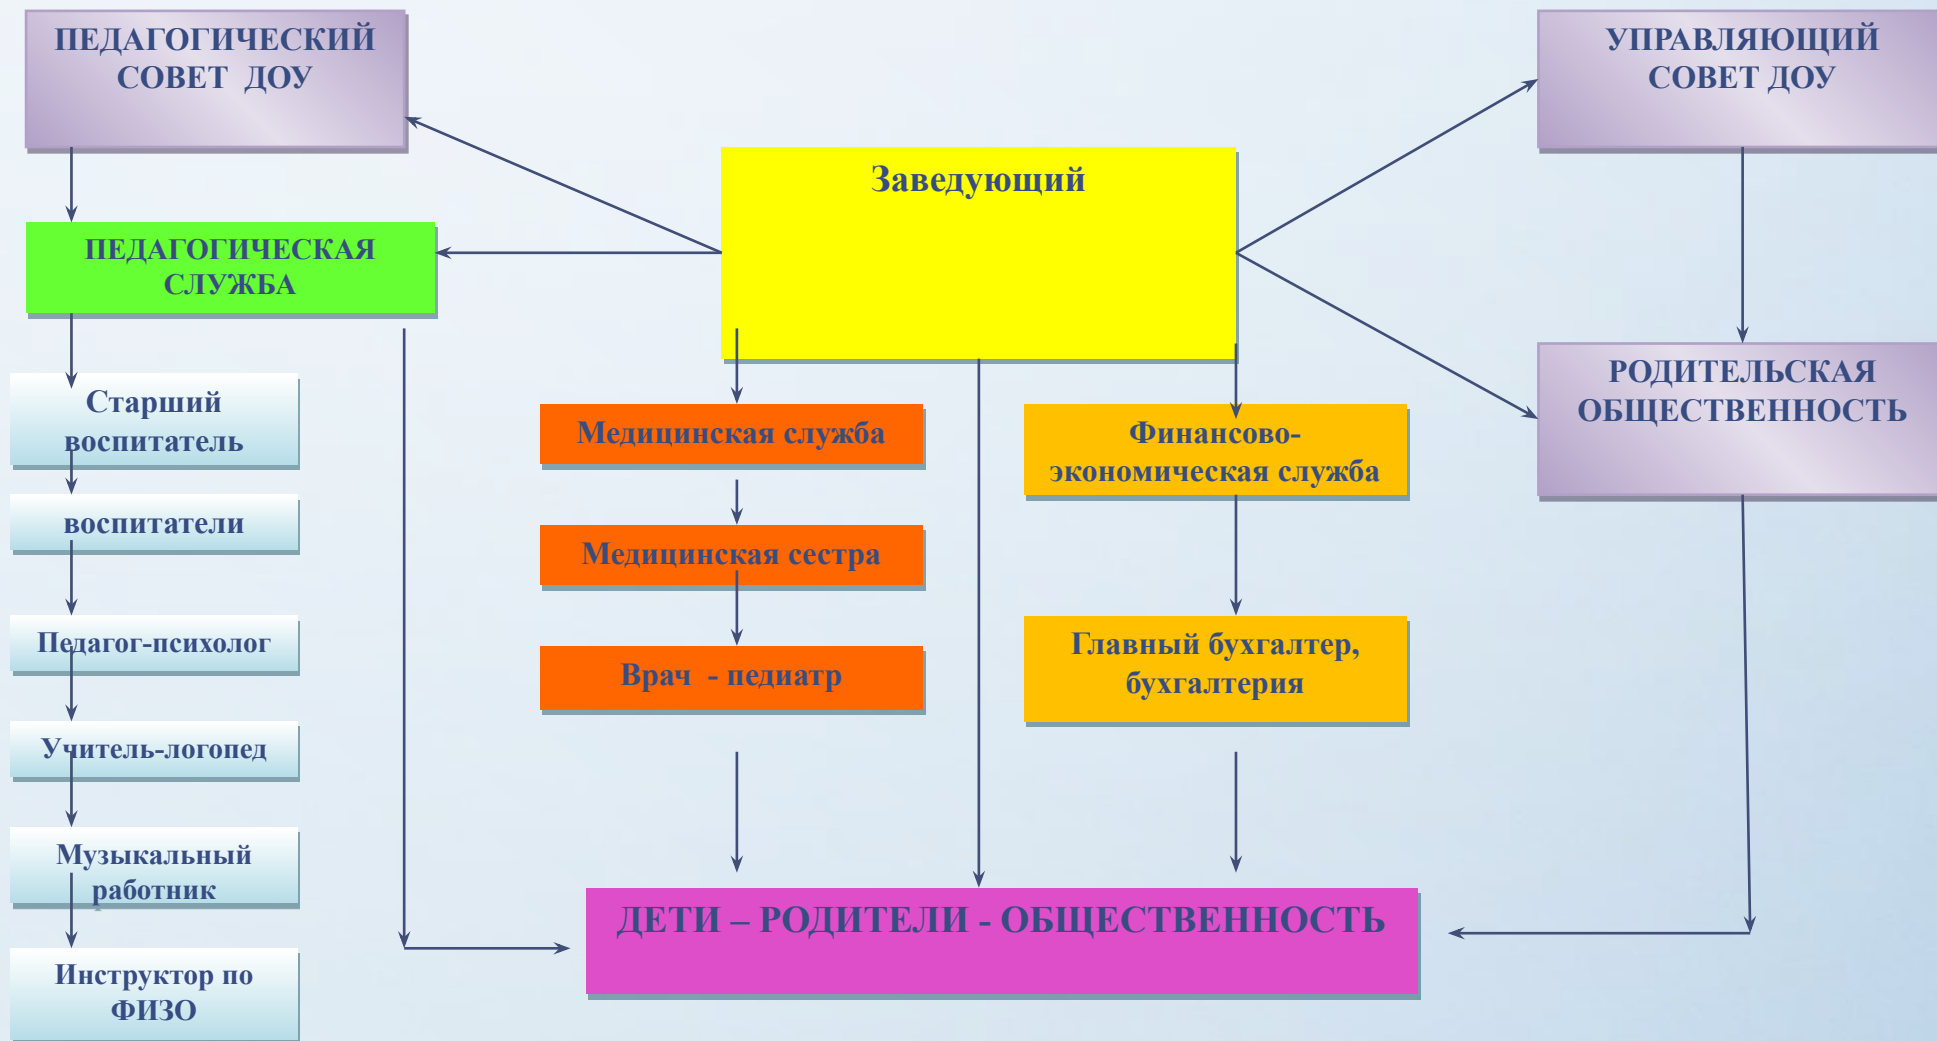 ПЕДАГОГИЧЕСКИЙ
СОВЕТ ДОУ
УПРАВЛЯЮЩИЙ
СОВЕТ ДОУ
Заведующий
ПЕДАГОГИЧЕСКАЯ
СЛУЖБА
РОДИТЕЛЬСКАЯ
ОБЩЕСТВЕННОСТЬ
Старший
воспитатель
воспитатели
Педагог-психолог
Учитель-логопед
Музыкальный
работник
Инструктор по
ФИЗО
Медицинская служба
Медицинская сестра
Врач - педиатр
Финансово-
экономическая служба
Главный бухгалтер,
бухгалтерия
ДЕТИ – РОДИТЕЛИ - ОБЩЕСТВЕННОСТЬ